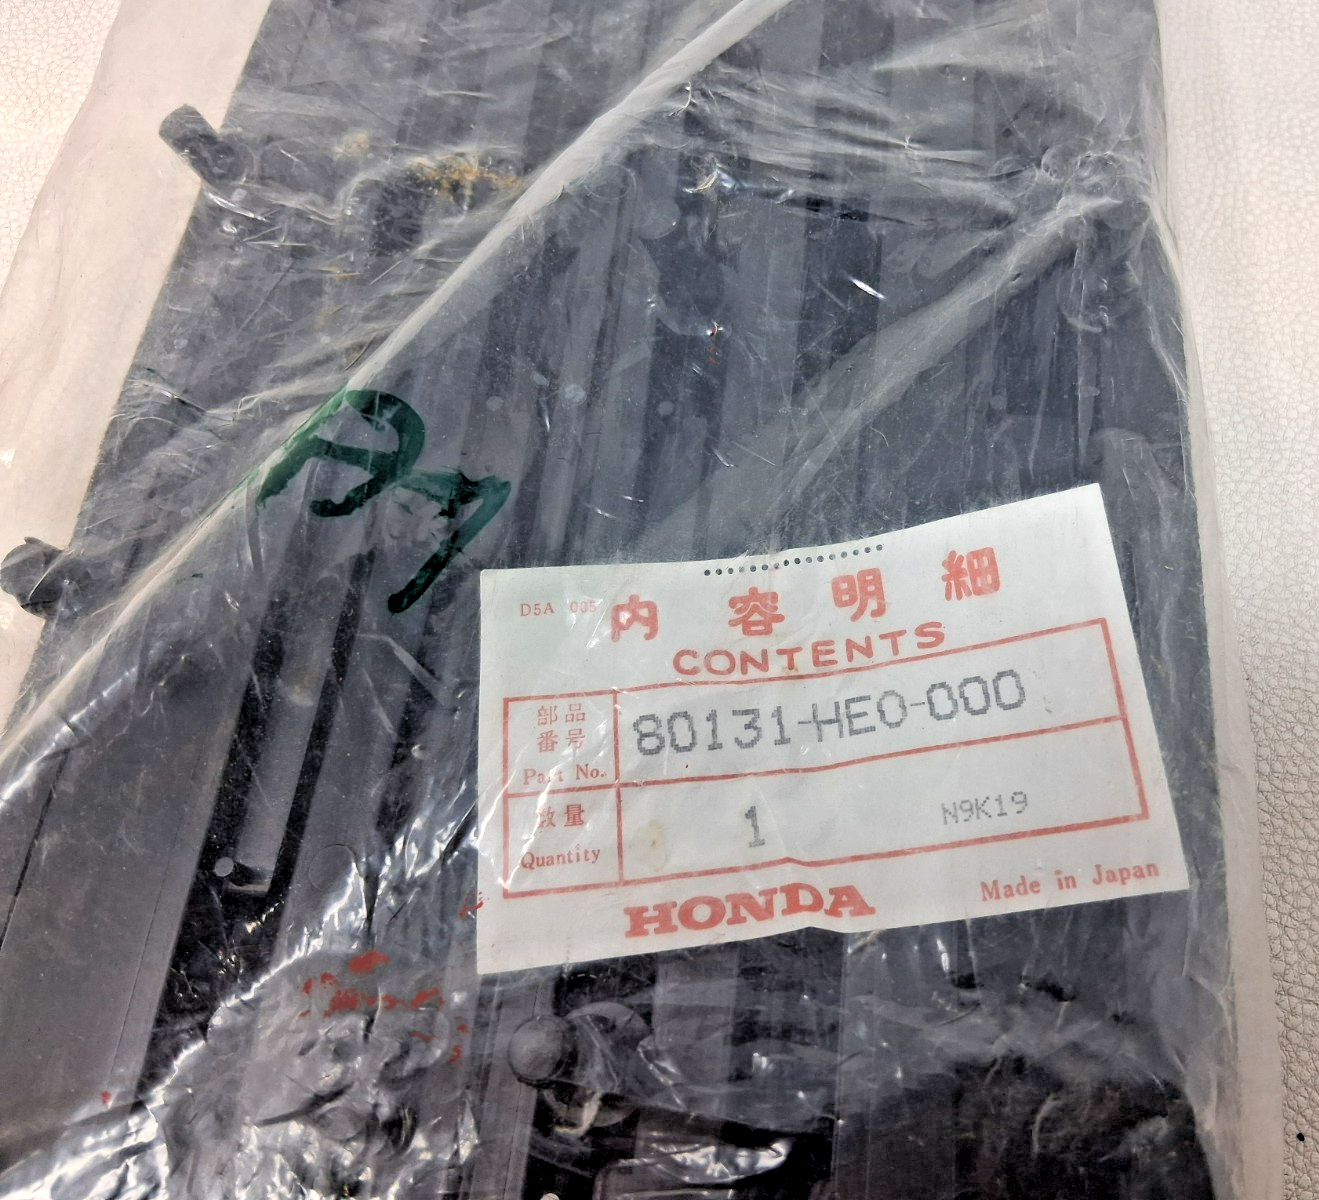 D5A 005
内容明細
CONTENTS
部品
番号
Part No.
80131-HE0-000
数量
Quantity
1
N9K19
HONDA
Made in Japan